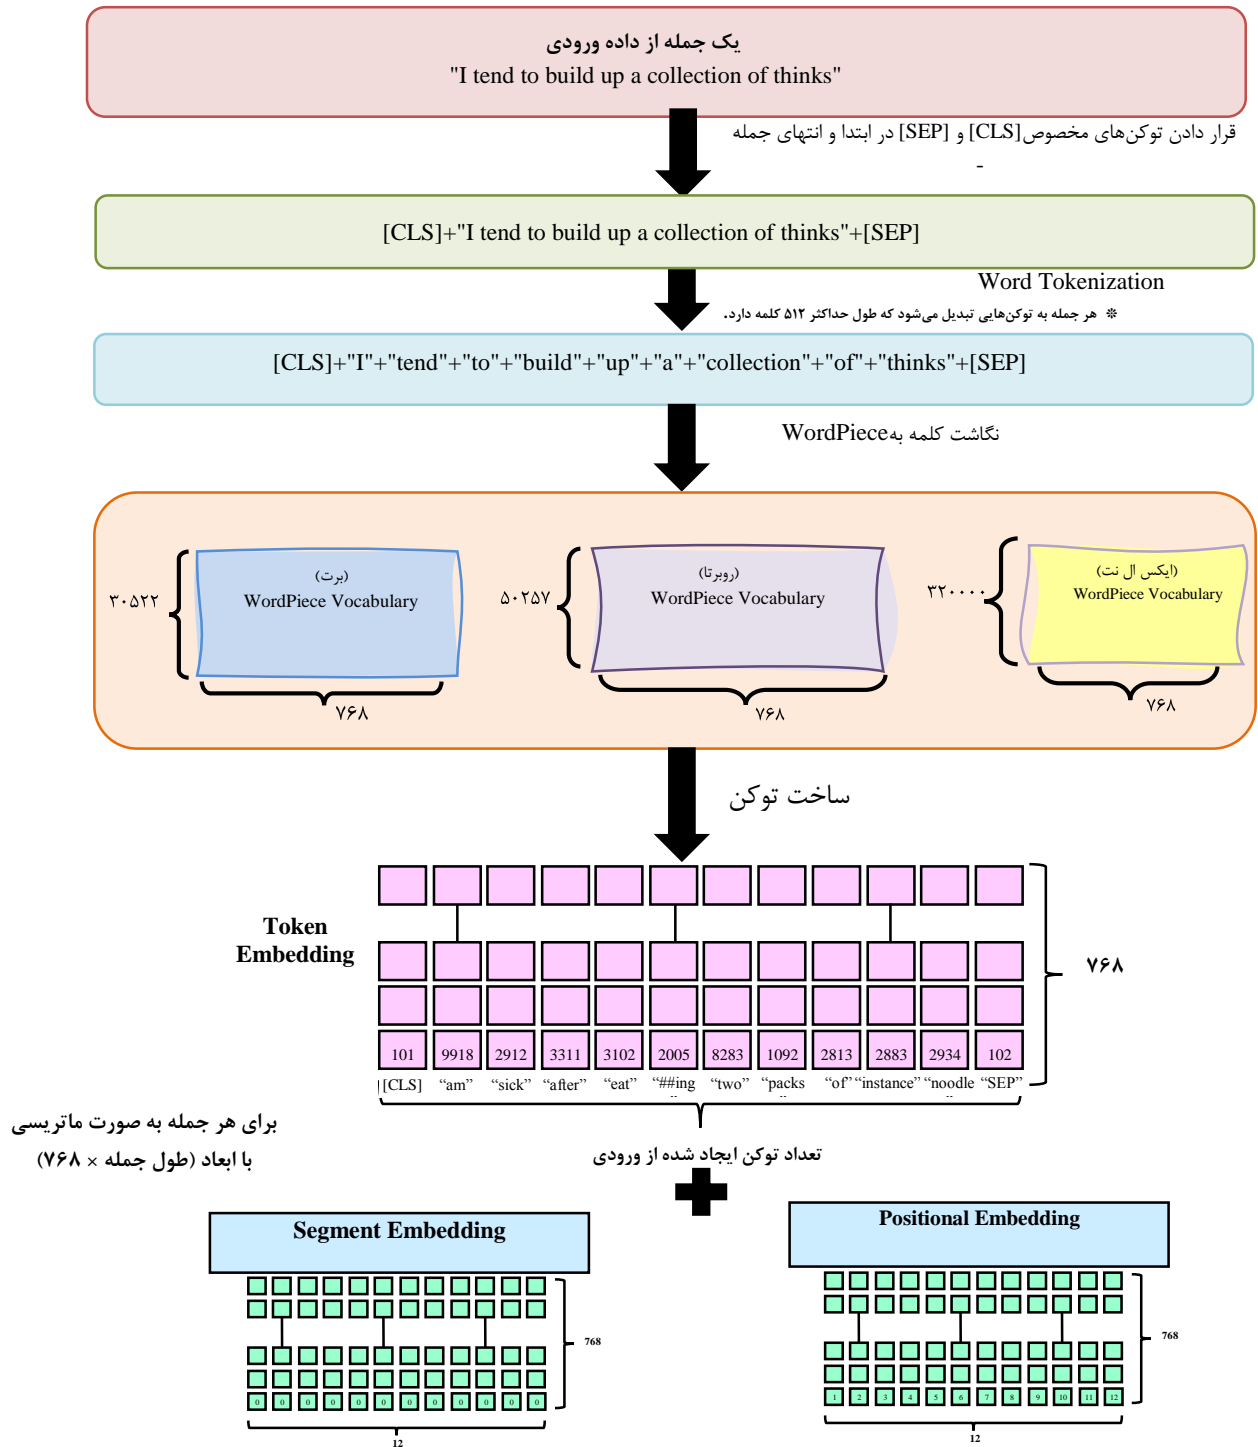 یک جمله از داده ورودی
"I tend to build up a collection of thinks"
قرار دادن توکن‌های مخصوص[CLS] و [SEP] در ابتدا و انتهای جمله
-
[CLS]+"I tend to build up a collection of thinks"+[SEP]
Word Tokenization
❊ هر جمله به توکن‌هایی تبدیل می‌شود که طول حداکثر ۵۱۲ کلمه دارد.
[CLS]+"I"+"tend"+"to"+"build"+"up"+"a"+"collection"+"of"+"thinks"+[SEP]
نگاشت کلمه به WordPiece
(برت)
WordPiece Vocabulary
۳۰۵۲۲
۷۶۸
(روبرتا)
WordPiece Vocabulary
۵۰۲۵۷
۷۶۸
(ایکس ال نت)
WordPiece Vocabulary
۳۲۰۰۰۰
۷۶۸
ساخت توکن
Token
Embedding
۷۶۸
101 9918 2912 3311 3102 2005 8283 1092 2813 2883 2934 102
[CLS] “am” “sick” “after” “eat” “##ing” “two” “packs” “of” “instance” “noodle” “SEP”
برای هر جمله به صورت ماتریسی
با ابعاد (طول جمله × ۷۶۸)
تعداد توکن ایجاد شده از ورودی
Segment Embedding
768
0 0 0 0 0 0 0 0 0 0 0 0
12
Positional Embedding
768
1 2 3 4 5 6 7 8 9 10 11 12
12